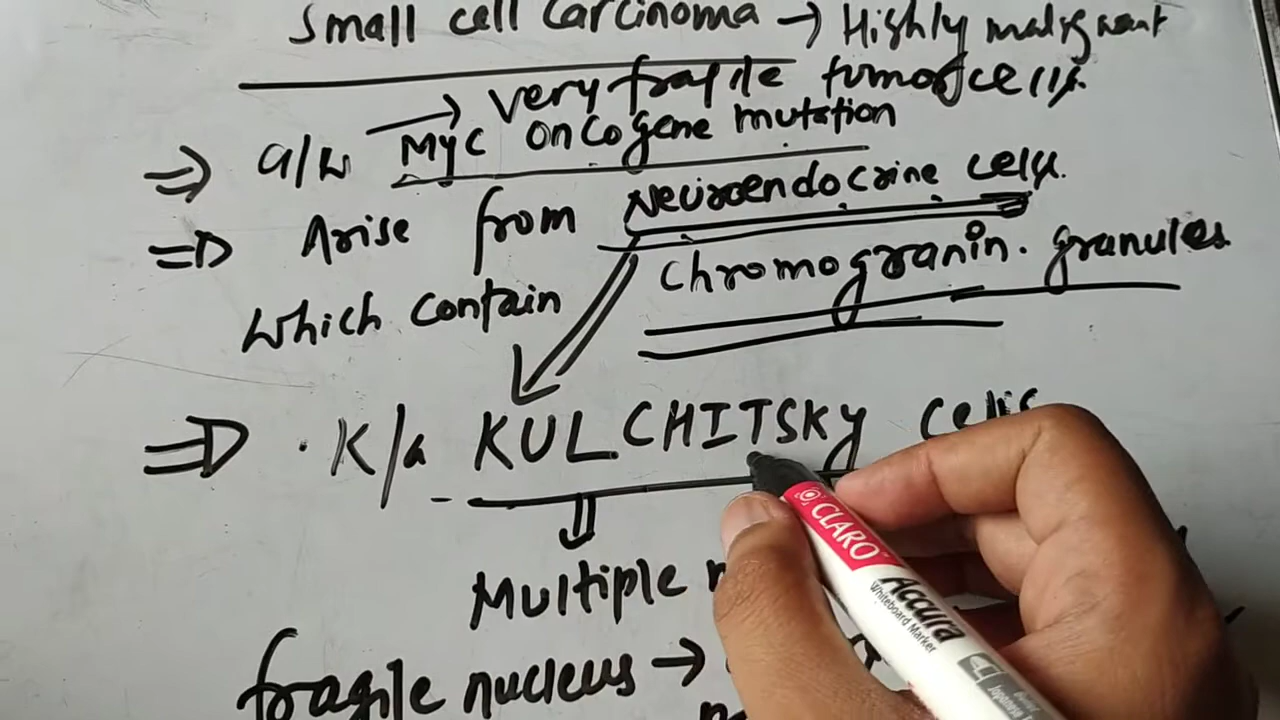 Small cell Carcinoma → Highly malignant
→ Very fragile tumor cells.
⇒ a/w MYC oncogene mutation
⇒ Arise from Neuroendocrine cells.
which contain Chromogranin. granules
⇒ . K/a KULCHITSKY cells
Multiple
fragile nucleus →
CLARO
Accura
Whiteboard Marker